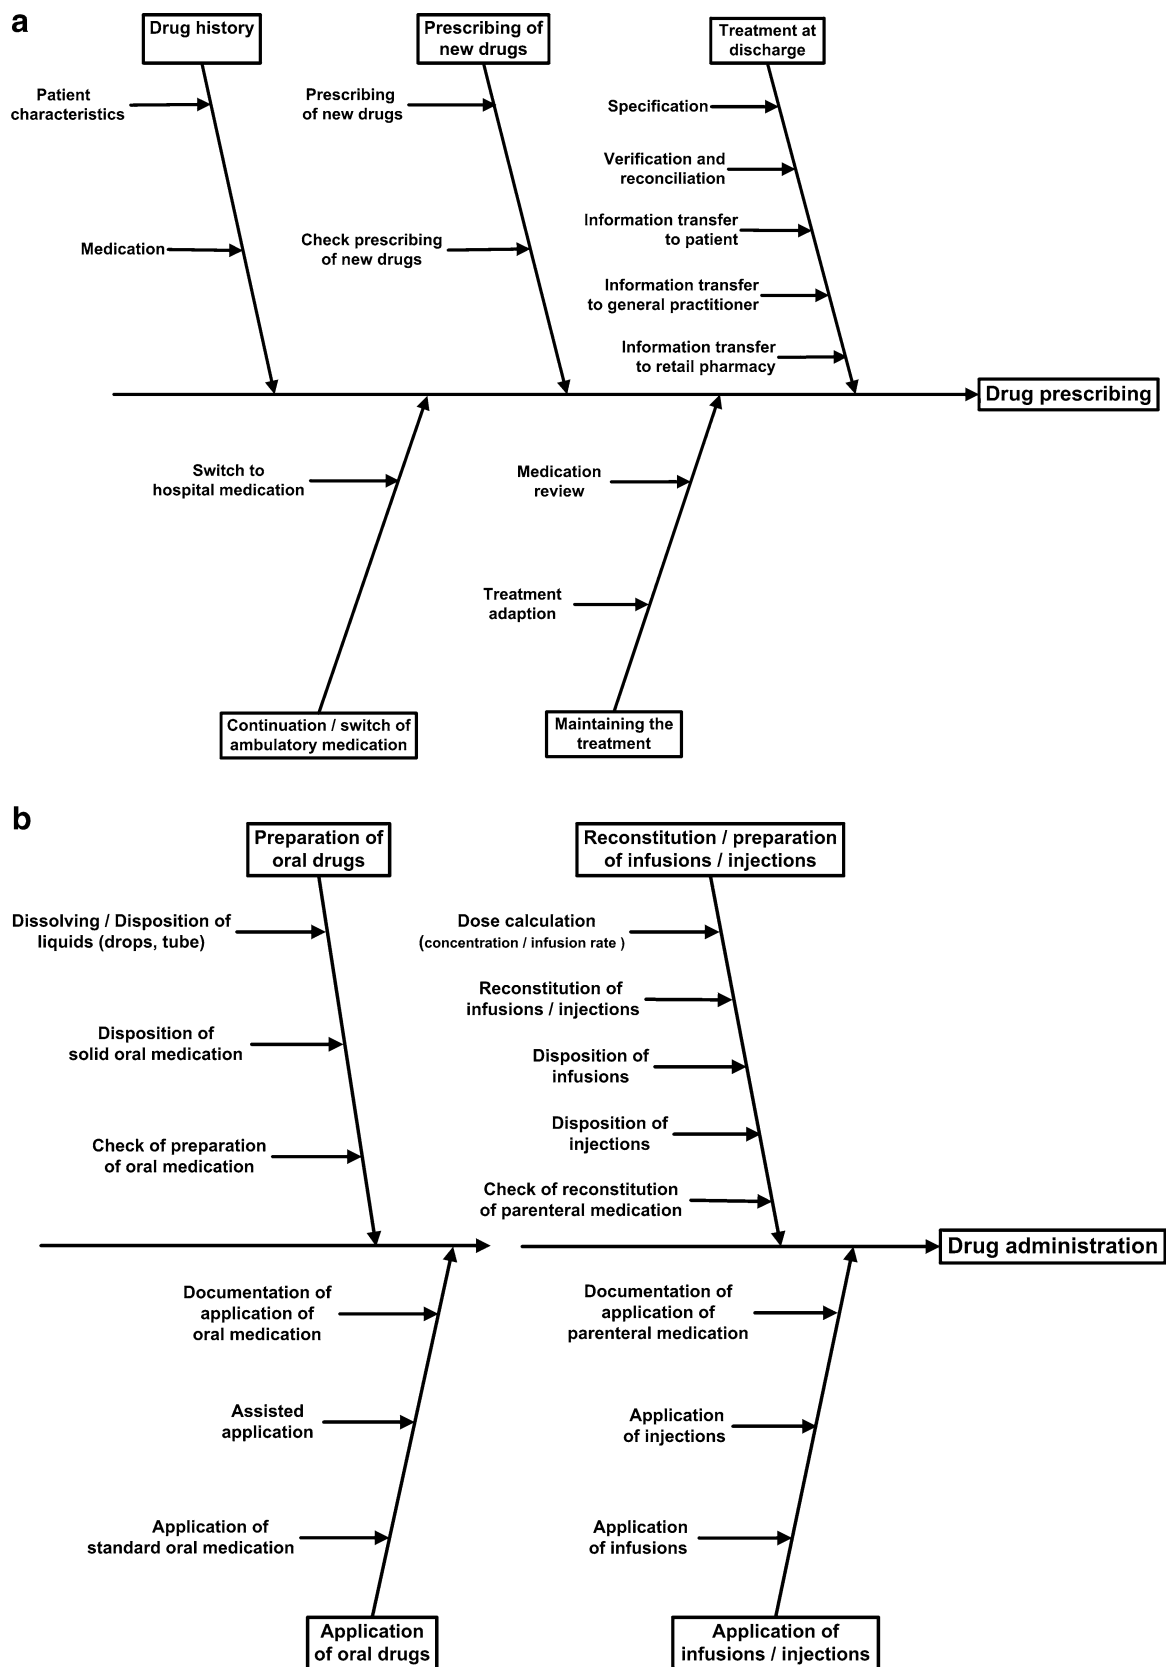 a
Drug history
Prescribing of
new drugs
Treatment at
discharge
Patient
characteristics
Medication
Prescribing
of new drugs
Check prescribing
of new drugs
Specification
Verification and
reconciliation
Information transfer
to patient
Information transfer
to general practitioner
Information transfer
to retail pharmacy
Drug prescribing
Switch to
hospital medication
Medication
review
Treatment
adaption
Continuation / switch of
ambulatory medication
Maintaining the
treatment
b
Preparation of
oral drugs
Reconstitution / preparation
of infusions / injections
Dissolving / Disposition of
liquids (drops, tube)
Disposition of
solid oral medication
Check of preparation
of oral medication
Dose calculation
(concentration / infusion rate )
Reconstitution of
infusions / injections
Disposition of
infusions
Disposition of
injections
Check of reconstitution
of parenteral medication
Drug administration
Documentation of
application of
oral medication
Assisted
application
Application of
standard oral medication
Documentation of
application of
parenteral medication
Application
of injections
Application
of infusions
Application
of oral drugs
Application of
infusions / injections